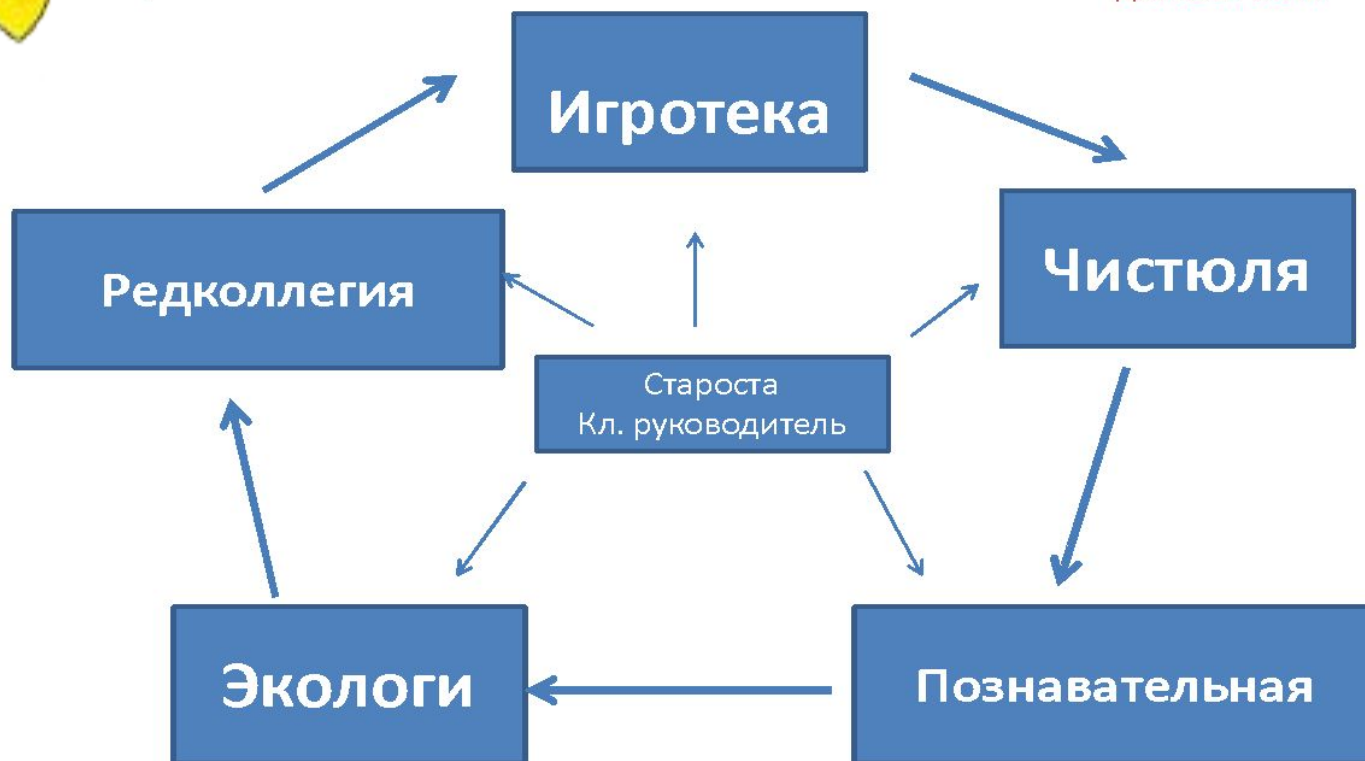 Игротека
Чистюля
Редколлегия
Староста
Кл. руководитель
Экологи
Познавательная